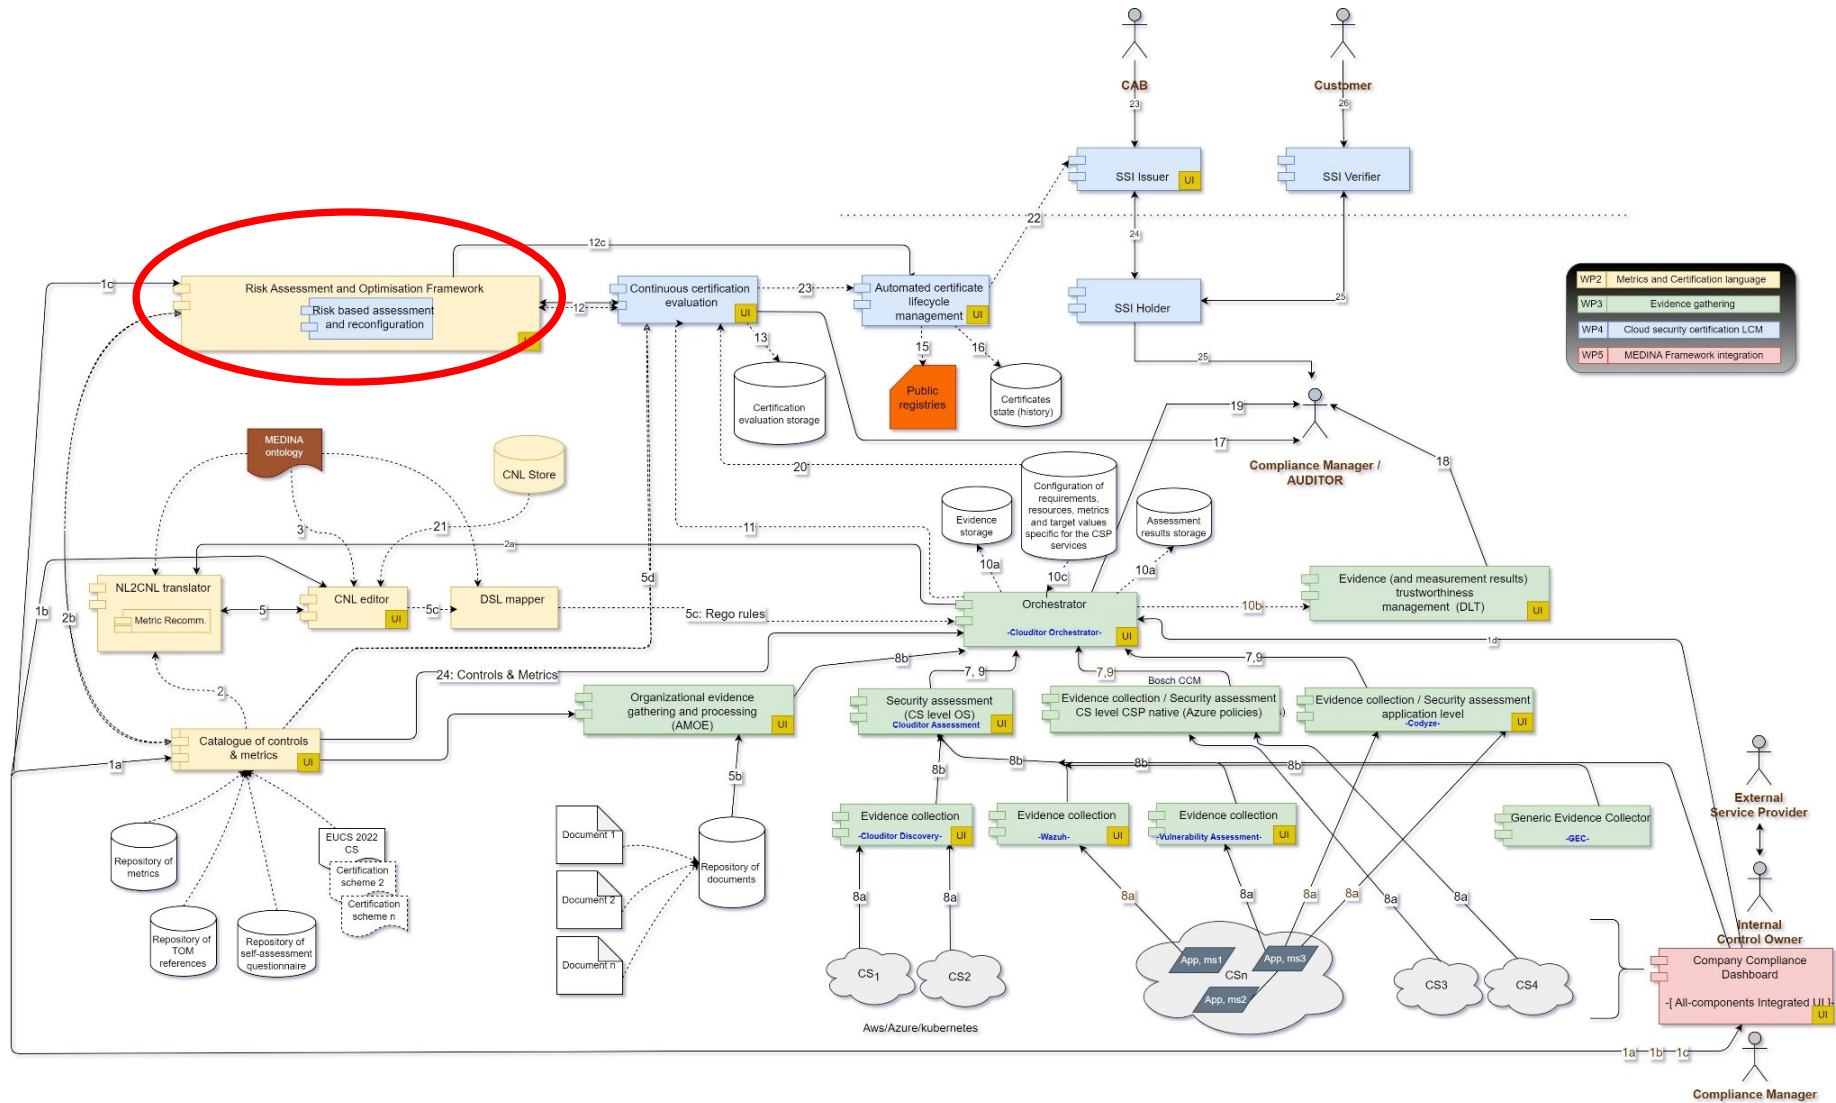 CAB
23
Customer
26
SSI Issuer
UI
SSI Verifier
22
24
12c
1c
Risk Assessment and Optimisation Framework
Risk based assessment
and reconfiguration
12
Continuous certification
evaluation
UI
23
Automated certificate
lifecycle
management
UI
SSI Holder
25
25
WP2 Metrics and Certification language
WP3 Evidence gathering
WP4 Cloud security certification LCM
WP5 MEDINA Framework integration
13
15
16
Certification
evaluation storage
Public
registries
Certificates
state (history)
19
17
18
Compliance Manager /
AUDITOR
MEDINA
ontology
CNL Store
20
3
21
11
Evidence
storage
Configuration of
requirements,
resources, metrics
and target values
specific for the CSP
services
Assessment
results storage
2a
10a
10c
10a
5d
NL2CNL translator
Metric Recomm.
5
CNL editor
UI
5c
DSL mapper
5c: Rego rules
1b
2b
Orchestrator
-Clouditor Orchestrator-
UI
10b
Evidence (and measurement results)
trustworthiness
management (DLT)
UI
1d
8b
7, 9
7,9
7,9
24: Controls & Metrics
2
Organizational evidence
gathering and processing
(AMOE)
UI
Security assessment
(CS level OS)
Clouditor Assessment
UI
Bosch CCM
Evidence collection / Security assessment
CS level CSP native (Azure policies)
Evidence collection / Security assessment
application level
-Codyze-
UI
Catalogue of controls
& metrics
UI
1a
5b
8b
8b
8b
8b
External
Service Provider
Evidence collection
-Clouditor Discovery-
UI
Evidence collection
-Wazuh-
UI
Evidence collection
-Vulnerability Assessment-
UI
Generic Evidence Collector
-GEC-
Repository of
metrics
EUCS 2022
CS
Certification
scheme 2
Certification
scheme n
Document 1
Document 2
Document n
Repository of
documents
8a
8a
8a
8a
8a
8a
8a
8a
Repository of
TOM
references
Repository of
self-assessment
questionnaire
Internal
Control Owner
CS1
CS2
App, ms1
App, ms3
CSn
App, ms2
CS3
CS4
Company Compliance
Dashboard
-[ All-components Integrated UI ]-
UI
Aws/Azure/kubernetes
1a 1b 1c
Compliance Manager